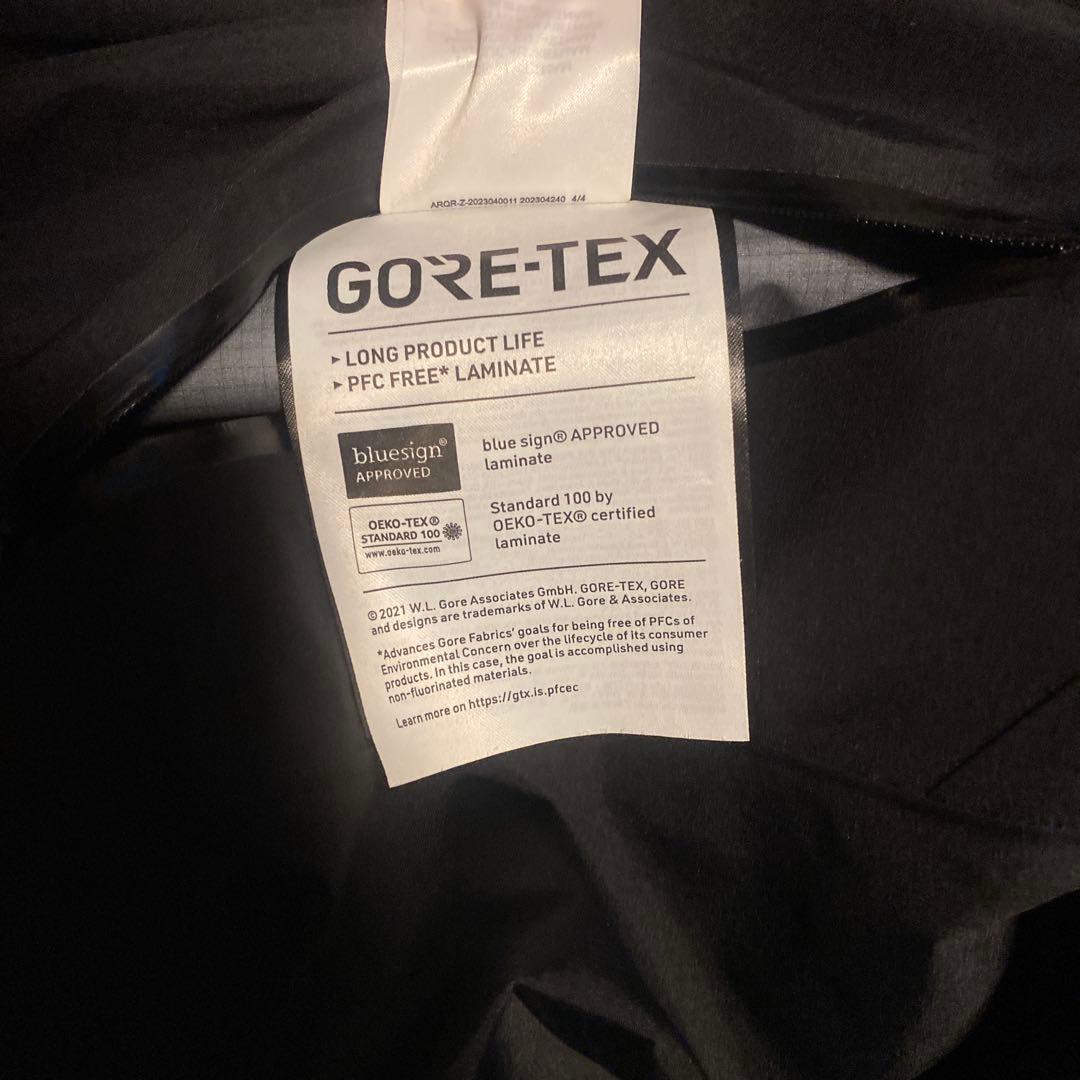 ARQR-Z-2023040011 202304240 4/4
GORE-TEX
▸ LONG PRODUCT LIFE
▸ PFC FREE* LAMINATE
bluesign®
APPROVED
blue sign® APPROVED
laminate
OEKO-TEX®
STANDARD 100
www.oeko-tex.com
Standard 100 by
OEKO-TEX® certified
laminate
©2021 W.L. Gore Associates GmbH. GORE-TEX, GORE
and designs are trademarks of W.L. Gore & Associates.
*Advances Gore Fabrics' goals for being free of PFCs of
Environmental Concern over the lifecycle of its consumer
products. In this case, the goal is accomplished using
non-fluorinated materials.
Learn more on https://gtx.is.pfcec